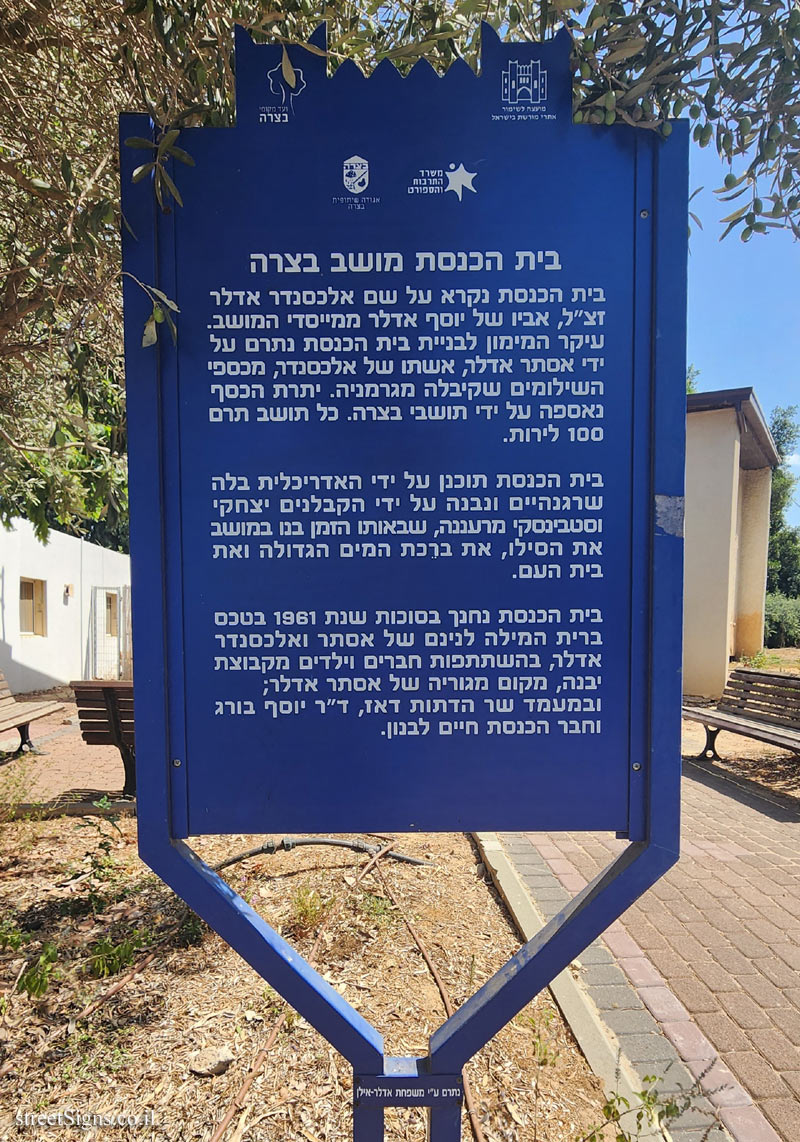 ועד מקומי
בצרה
מועצה לשימור
אתרי מורשת בישראל
בצרה
אגודה שיתופית
בצרה
משרד
התרבות
והספורט
בית הכנסת מושב בצרה
בית הכנסת נקרא על שם אלכסנדר אדלר
זצ"ל, אביו של יוסף אדלר ממייסדי המושב.
עיקר המימון לבניית בית הכנסת נתרם על
ידי אסתר אדלר, אשתו של אלכסנדר, מכספי
השילומים שקיבלה מגרמניה. יתרת הכסף
נאספה על ידי תושבי בצרה. כל תושב תרם
100 לירות.
בית הכנסת תוכנן על ידי האדריכלית בלה
שרגנהיים ונבנה על ידי הקבלנים יצחקי
וסטבינסקי מרעננה, שבאותו הזמן בנו במושב
את הסילו, את ברֵכת המים הגדולה ואת
בית העם.
בית הכנסת נחנך בסוכות שנת 1961 בטכס
ברית המילה לנינם של אסתר ואלכסנדר
אדלר, בהשתתפות חברים וילדים מקבוצת
יבנה, מקום מגוריה של אסתר אדלר;
ובמעמד שר הדתות דאז, ד"ר יוסף בורג
וחבר הכנסת חיים לבנון.
נתרם ע"י משפחת אדלר-אילן
streetSigns.co.il